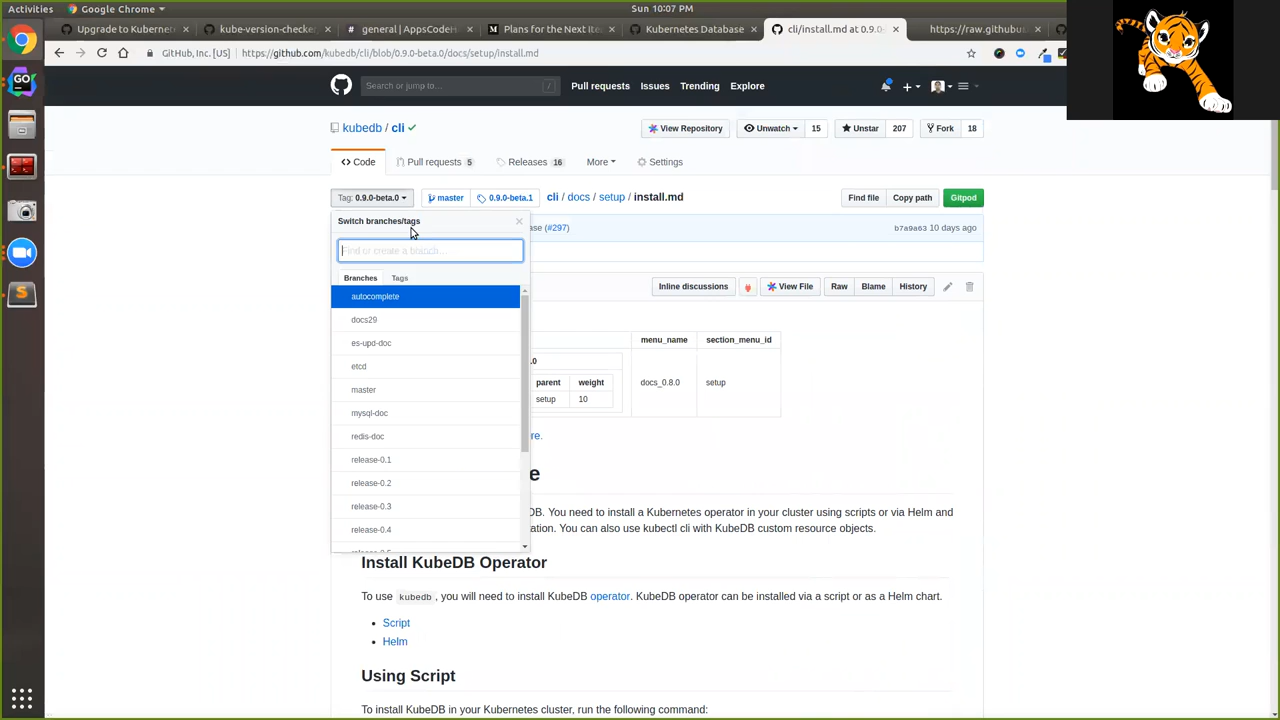 Activities
Google Chrome
Sun 10:07 PM
Upgrade to Kubernet
kube-version-checker
general | AppsCodeH
Plans for the Next Ite
Kubernetes Database
cli/install.md at 0.9.0-
https://raw.githubus
GitHub, Inc. [US]
https://github.com/kubedb/cli/blob/0.9.0-beta.0/docs/setup/install.md
Search or jump to...
/
Pull requests
Issues
Trending
Explore
kubedb / cli
View Repository
Unwatch
15
Unstar
207
Fork
18
Code
Pull requests 5
Releases 16
More
Settings
Tag: 0.9.0-beta.0
master
0.9.0-beta.1
cli / docs / setup / install.md
Find file
Copy path
Gitpod
Switch branches/tags
se (#297)
b7a9a63 10 days ago
Find or create a branch...
Branches
Tags
Inline discussions
View File
Raw
Blame
History
autocomplete
docs29
es-upd-doc
etcd
master
mysql-doc
redis-doc
release-0.1
release-0.2
release-0.3
release-0.4
menu_name
section_menu_id
.0
parent
weight
docs_0.8.0
setup
setup
10
re.
e
DB. You need to install a Kubernetes operator in your cluster using scripts or via Helm and
ation. You can also use kubectl cli with KubeDB custom resource objects.
Install KubeDB Operator
To use kubedb, you will need to install KubeDB operator. KubeDB operator can be installed via a script or as a Helm chart.
Script
Helm
Using Script
To install KubeDB in your Kubernetes cluster, run the following command: